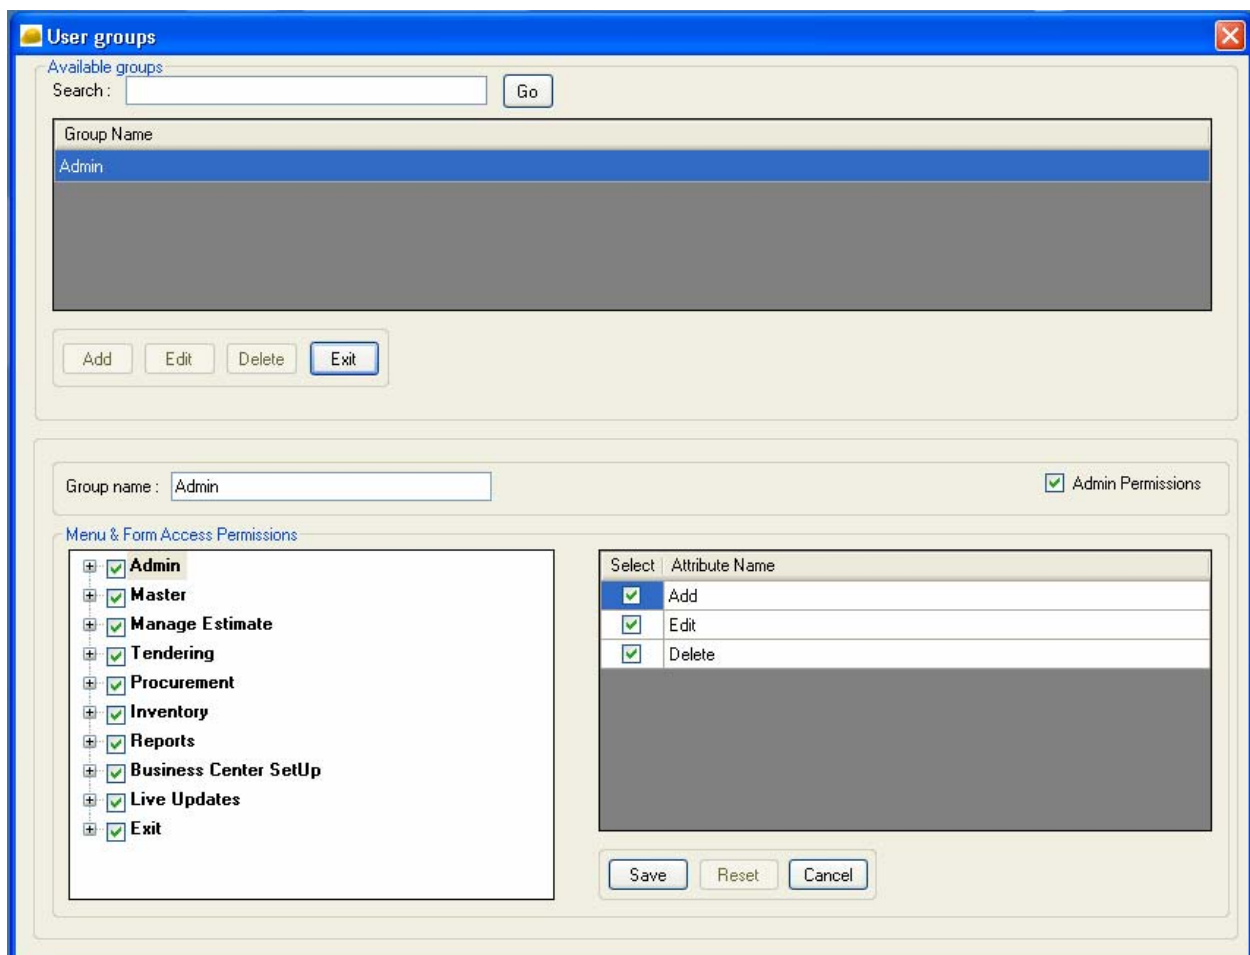 User groups
Available groups
Search :
Go
Group Name
Admin
Add
Edit
Delete
Exit
Group name :
Admin
Admin Permissions
Menu & Form Access Permissions
Admin
Master
Manage Estimate
Tendering
Procurement
Inventory
Reports
Business Center SetUp
Live Updates
Exit
Select
Attribute Name
Add
Edit
Delete
Save
Reset
Cancel